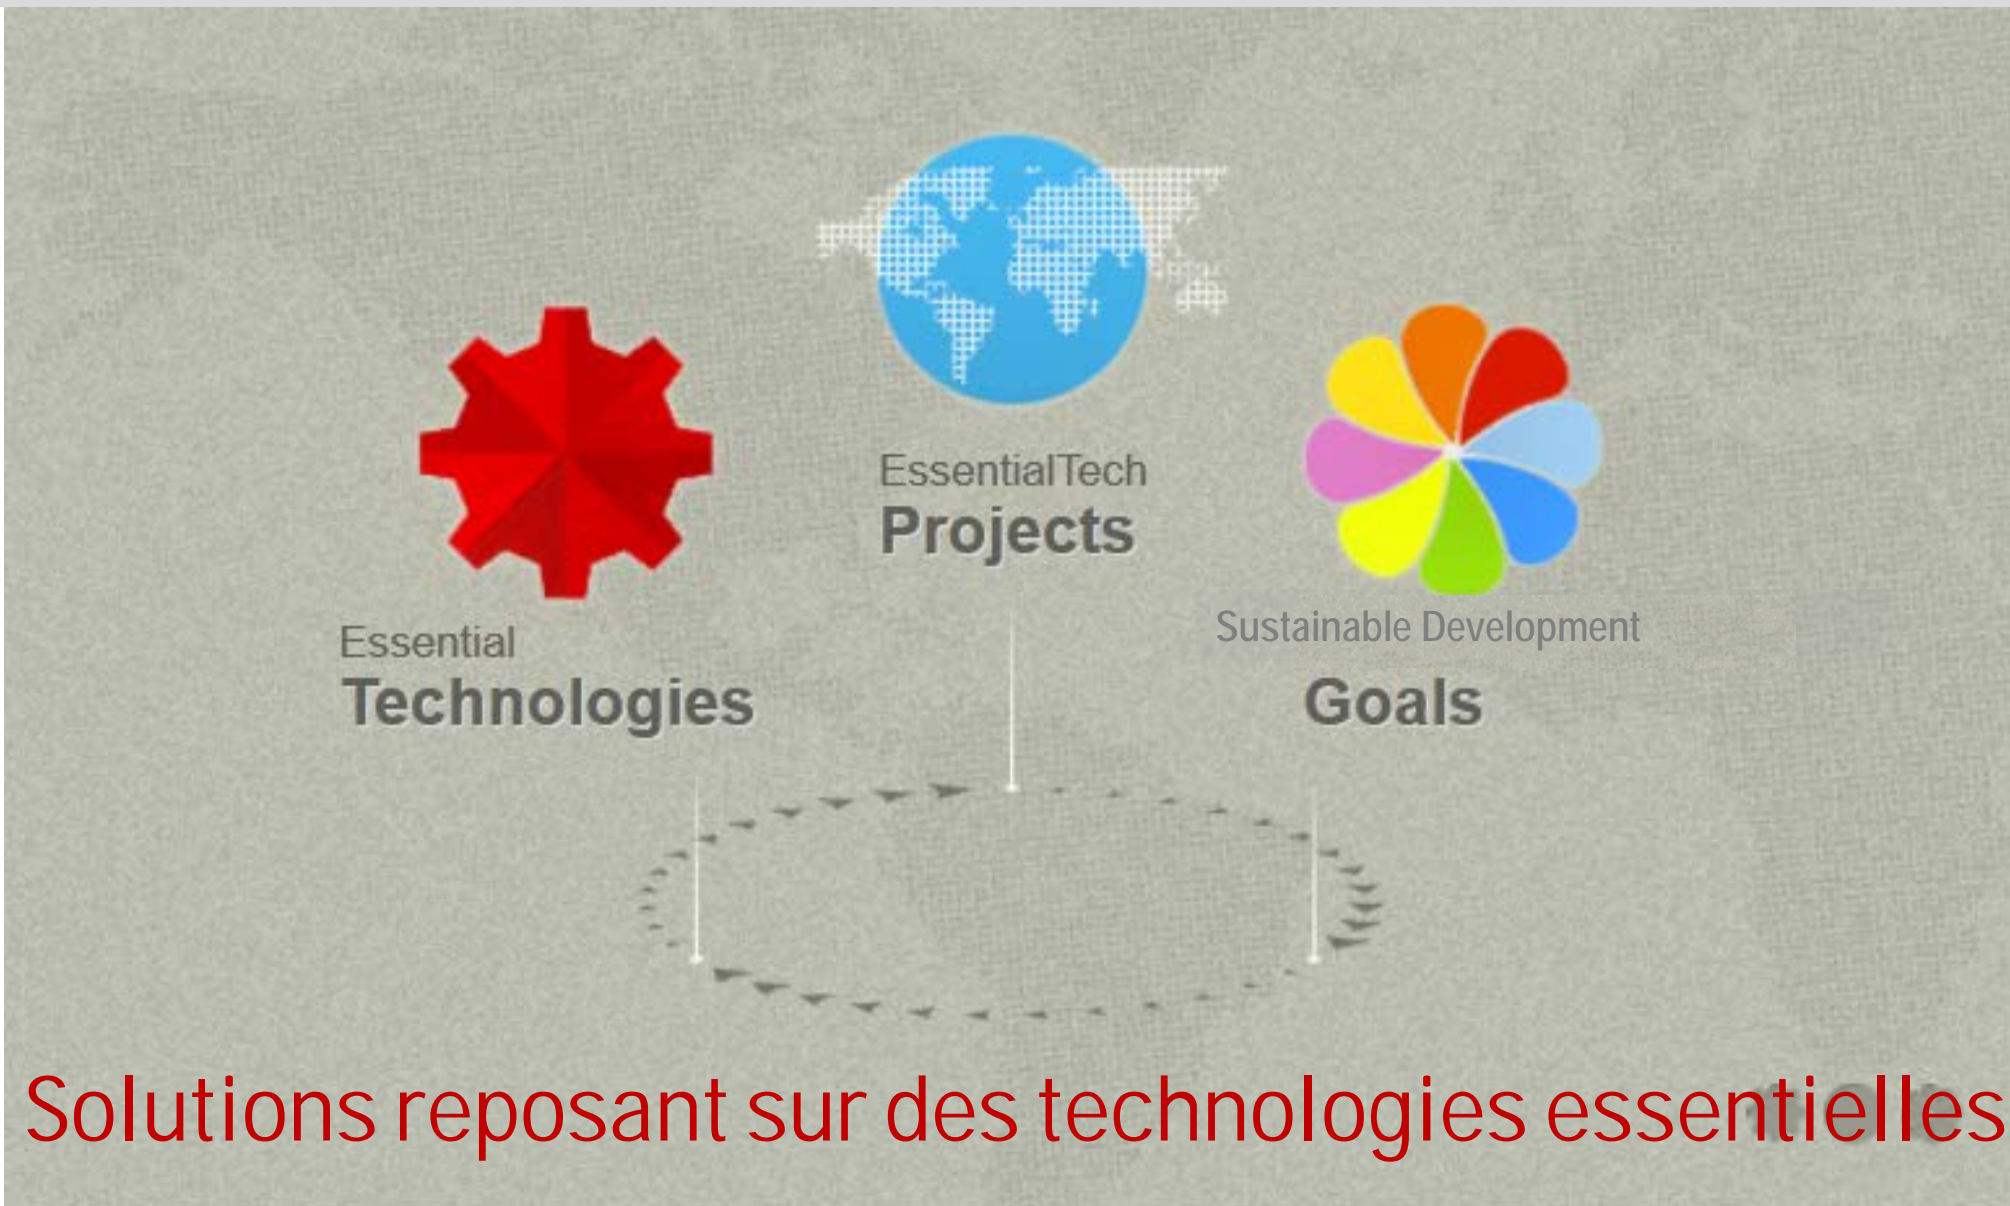 EssentialTech
Projects
Essential
Technologies
Sustainable Development
Goals
Solutions reposant sur des technologies essentielles